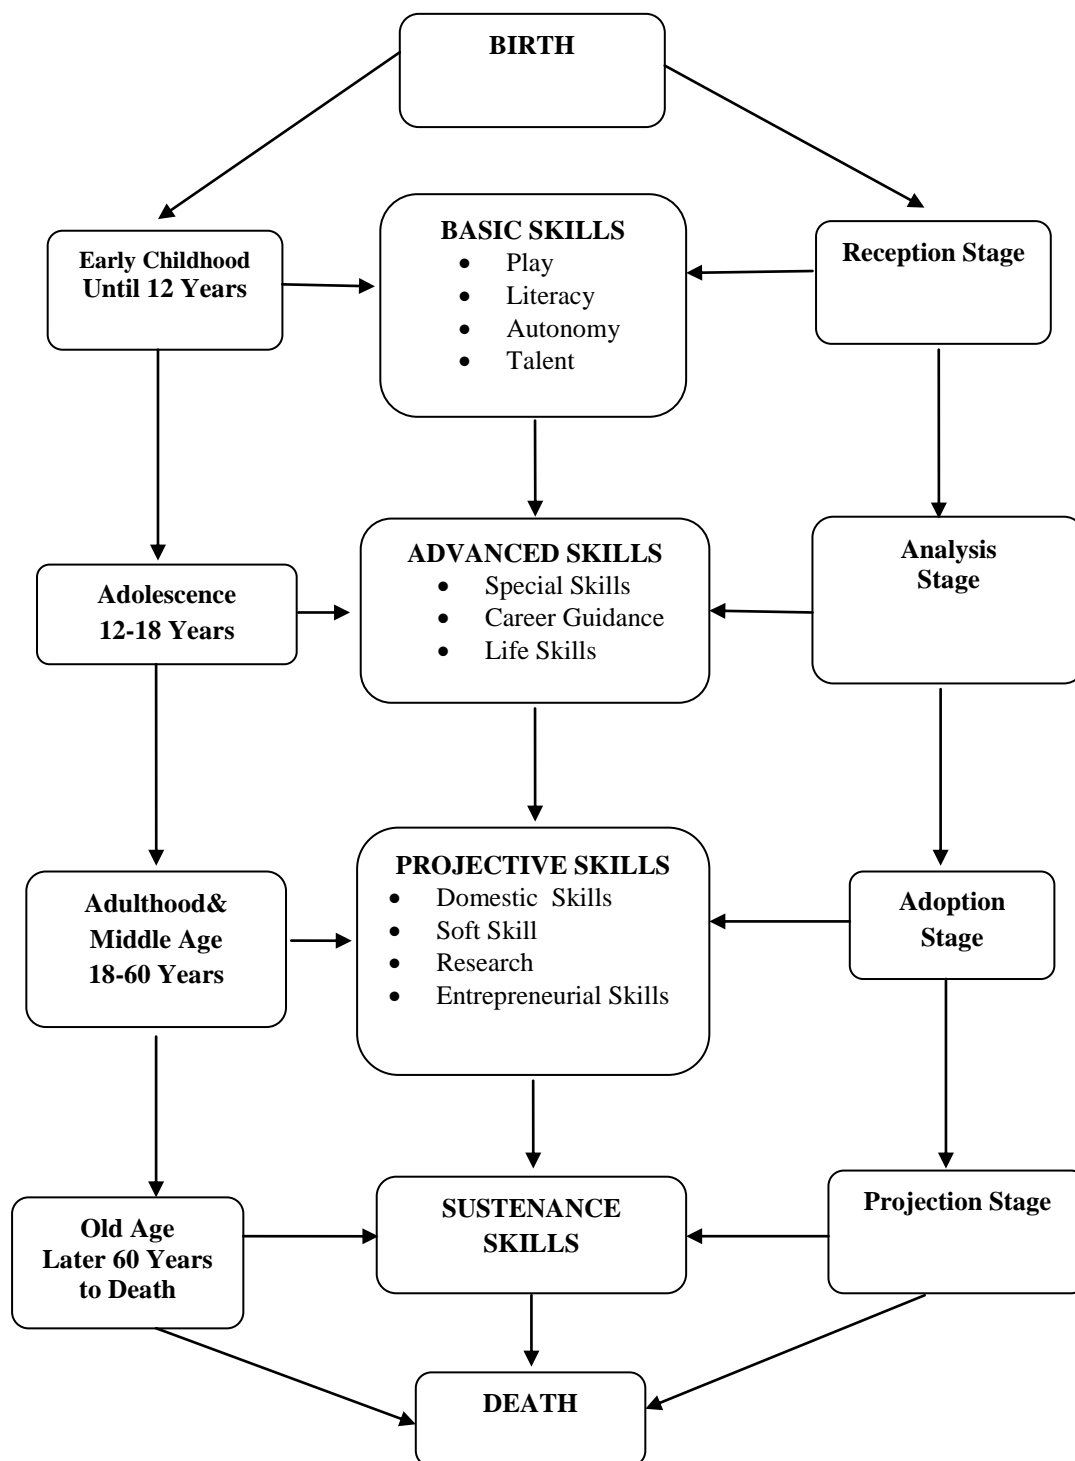 BIRTH
Early Childhood
Until 12 Years
BASIC SKILLS
• Play
• Literacy
• Autonomy
• Talent
Reception Stage
Adolescence
12-18 Years
ADVANCED SKILLS
• Special Skills
• Career Guidance
• Life Skills
Analysis
Stage
Adulthood&
Middle Age
18-60 Years
PROJECTIVE SKILLS
• Domestic  Skills
• Soft Skill
• Research
• Entrepreneurial Skills
Adoption
Stage
Old Age
Later 60 Years
to Death
SUSTENANCE
SKILLS
Projection Stage
DEATH